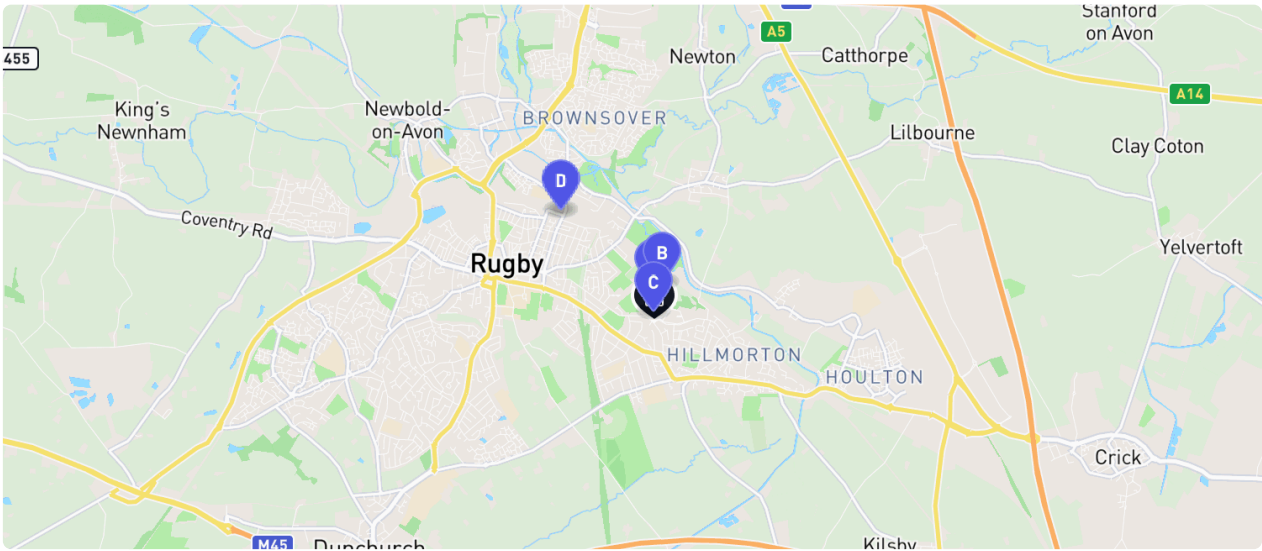 Stanford
on Avon
A5
455
Newton
Catthorpe
A14
King's
Newnham
Newbold-
on-Avon
BROWNSOVER
Lilbourne
Clay Coton
D
Coventry Rd
Yelvertoft
B
Rugby
C
HILLMORTON
HOULTON
Crick
M45
Dunchurch
Kilsby